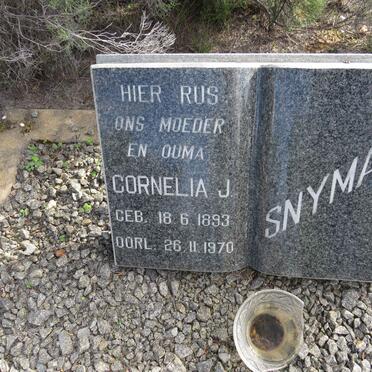 HIER RUS
ONS MOEDER
EN OUMA
CORNELIA J.
GEB. 18.6.1893
OORL. 26.11.1970
SNYMA